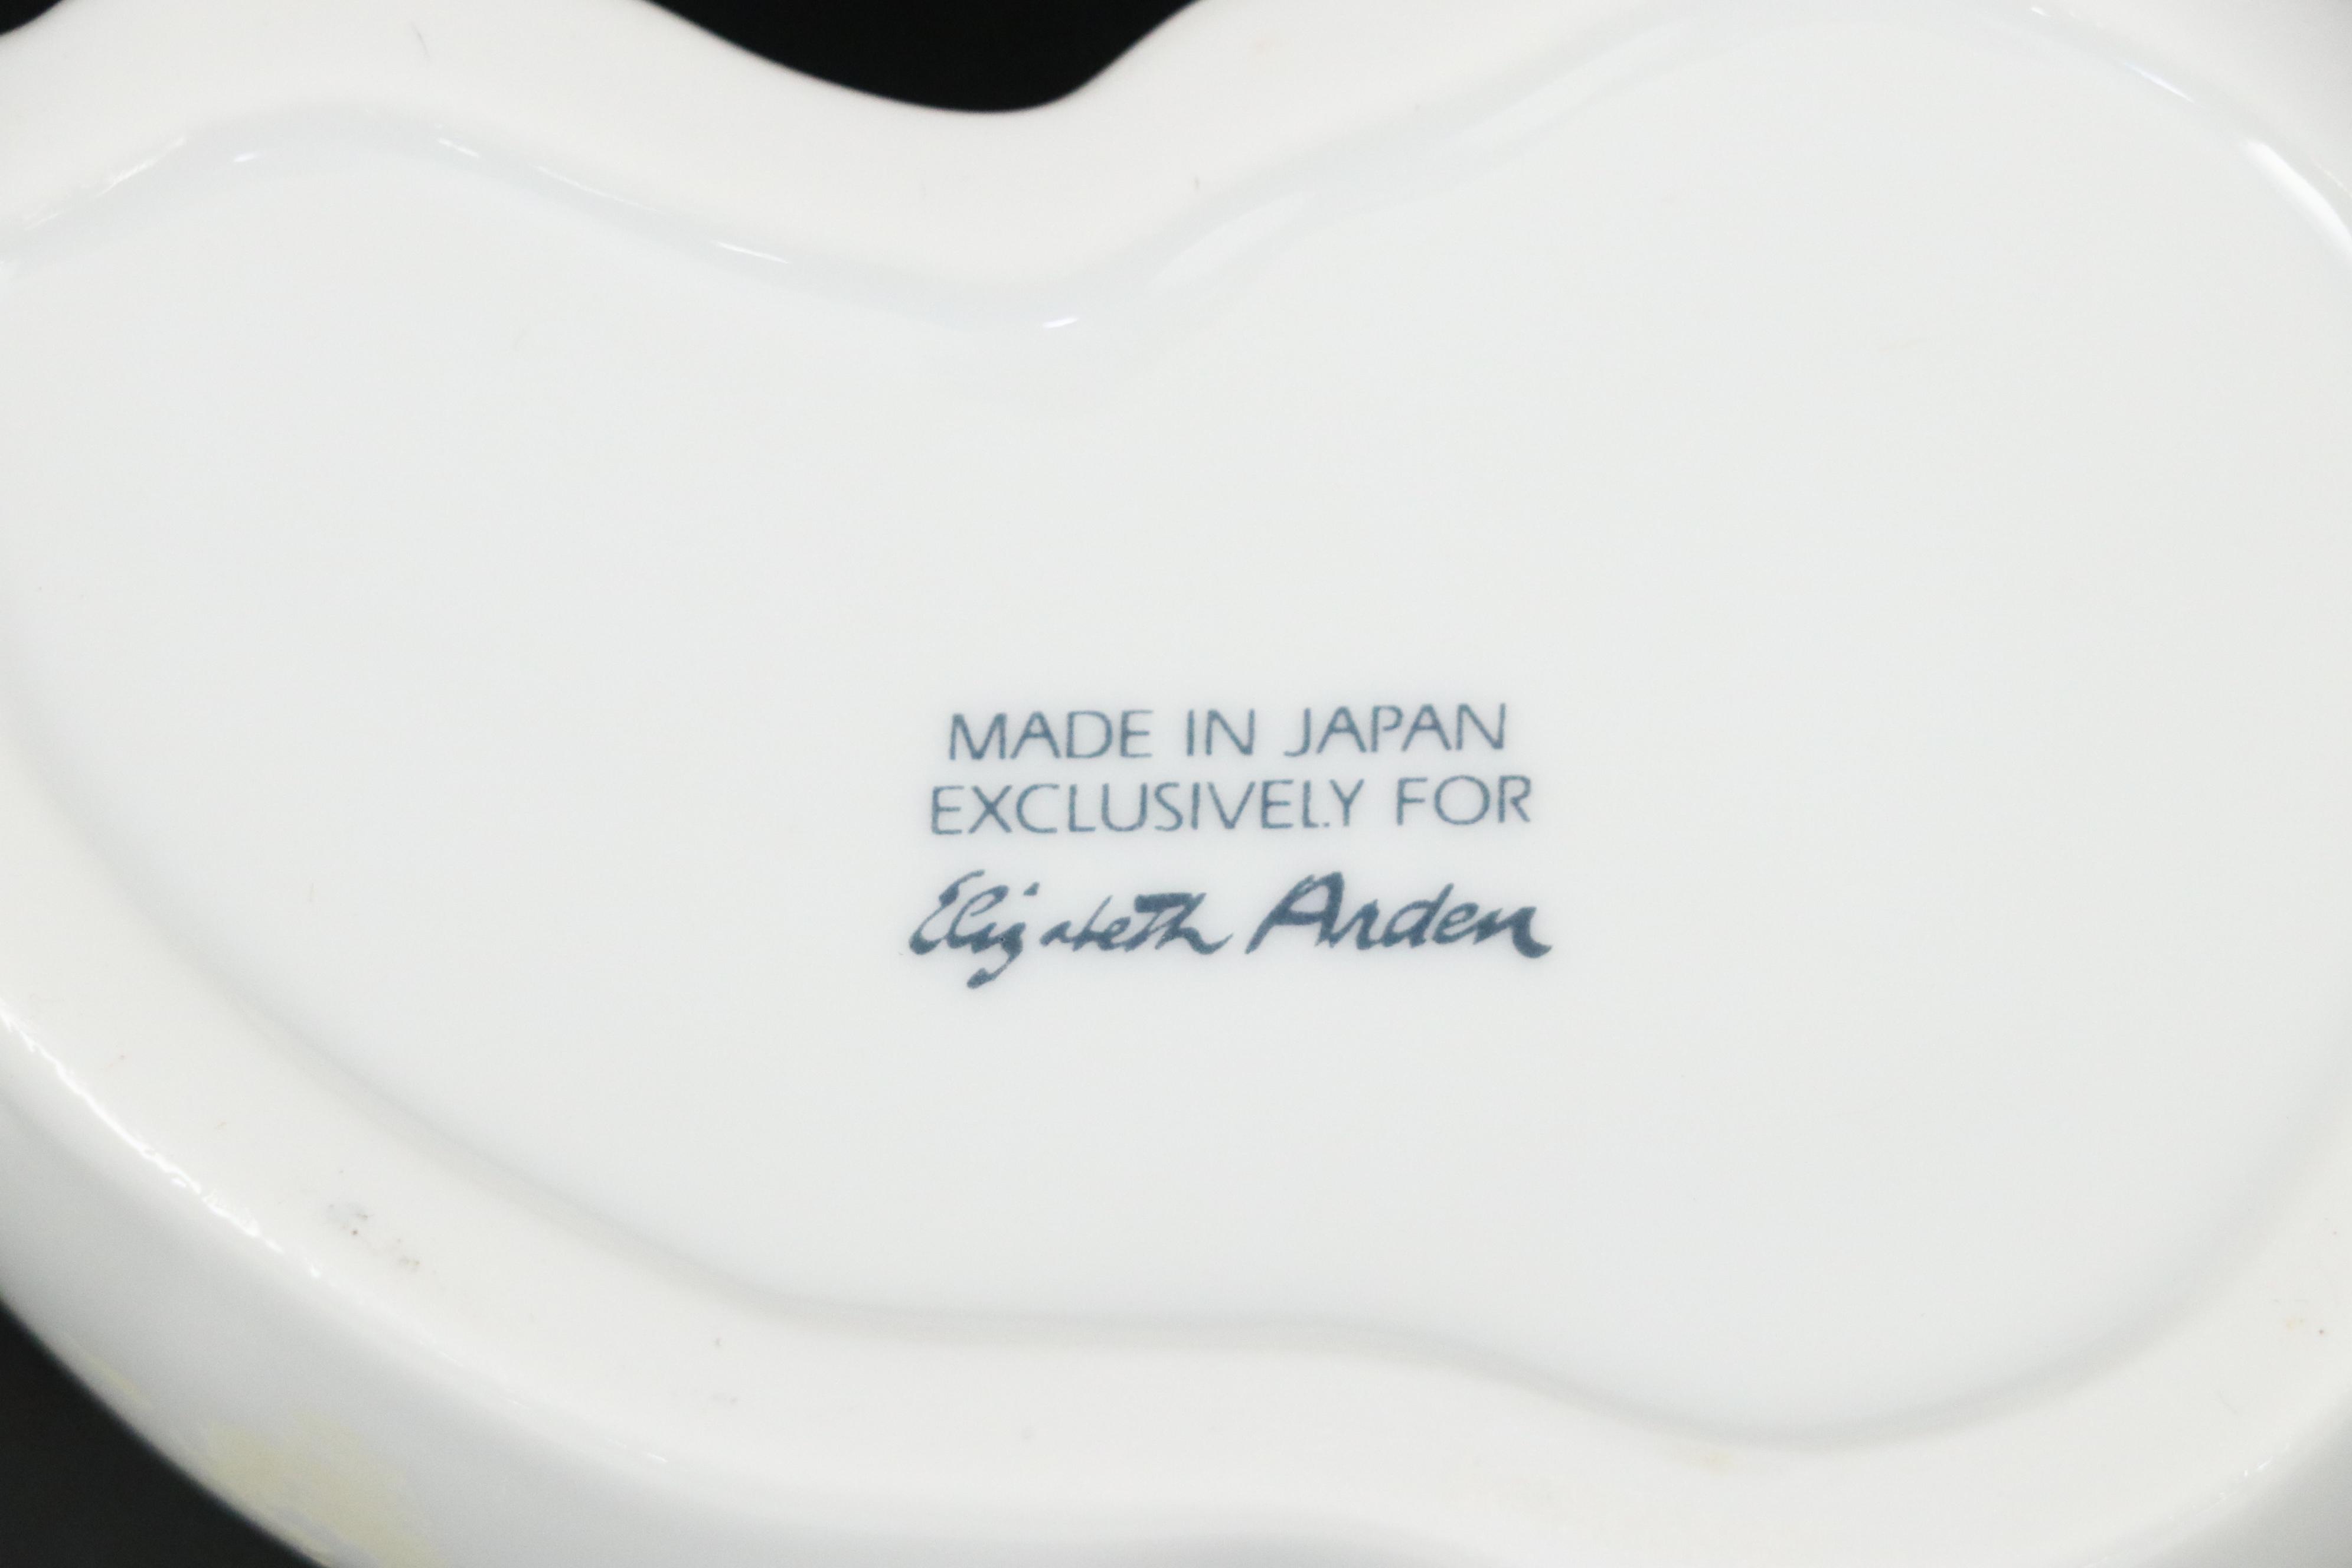 MADE IN JAPAN
EXCLUSIVELY FOR
Elizabeth Arden